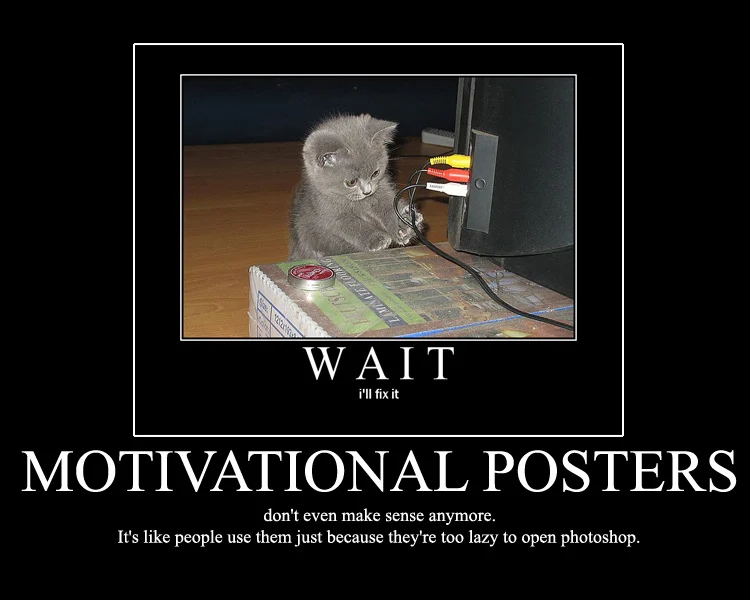 WAIT
i'll fix it
MOTIVATIONAL POSTERS
don't even make sense anymore.
It's like people use them just because they're too lazy to open photoshop.